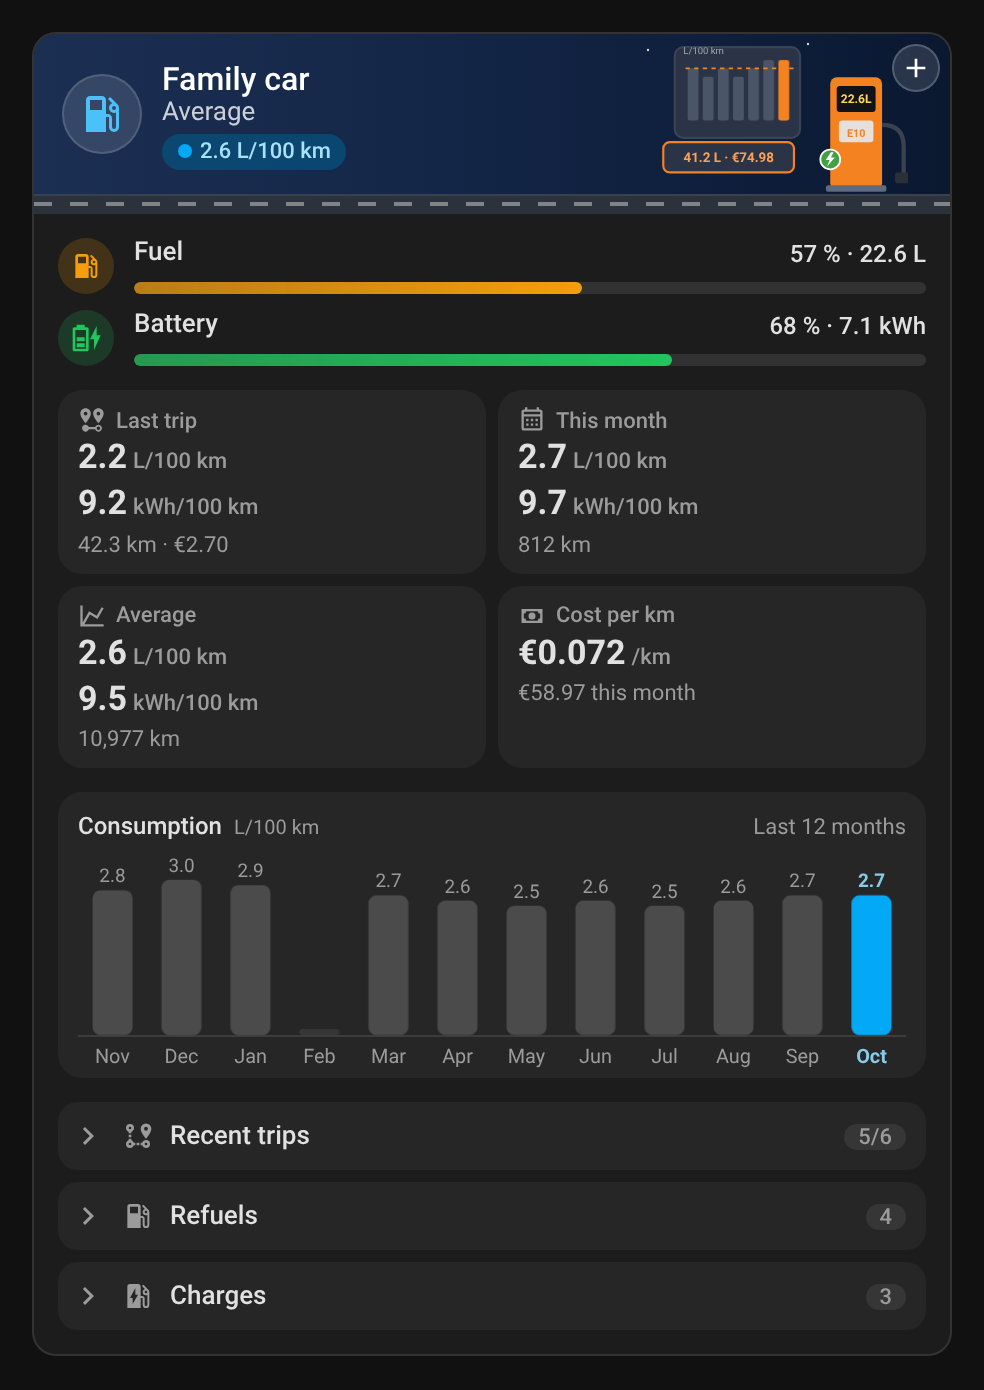 Family car
Average
2.6 L/100 km
L/100 km
41.2 L · €74.98
22.6L
E10
Fuel
57 % · 22.6 L
Battery
68 % · 7.1 kWh
Last trip
2.2 L/100 km
9.2 kWh/100 km
42.3 km · €2.70
This month
2.7 L/100 km
9.7 kWh/100 km
812 km
Average
2.6 L/100 km
9.5 kWh/100 km
10,977 km
Cost per km
€0.072 /km
€58.97 this month
Consumption L/100 km
Last 12 months
2.8 3.0 2.9 2.7 2.6 2.5 2.6 2.5 2.6 2.7 2.7
Nov Dec Jan Feb Mar Apr May Jun Jul Aug Sep Oct
Recent trips
5/6
Refuels
4
Charges
3